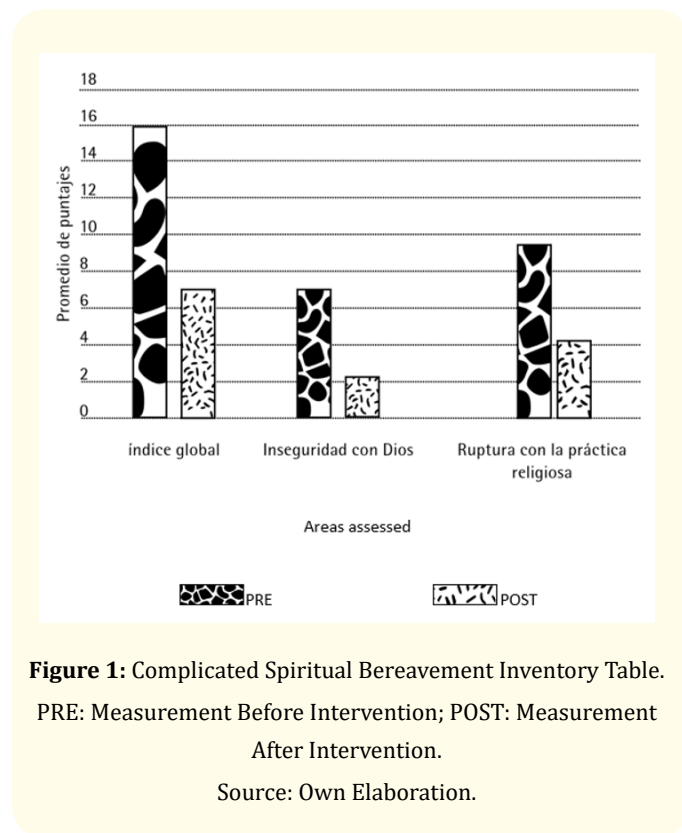 18
16
14
12
10
8
6
4
2
0
Promedio de puntajes
índice global
Inseguridad con Dios
Ruptura con la práctica
religiosa
Areas assessed
PRE
POST
Figure 1: Complicated Spiritual Bereavement Inventory Table.
PRE: Measurement Before Intervention; POST: Measurement
After Intervention.
Source: Own Elaboration.